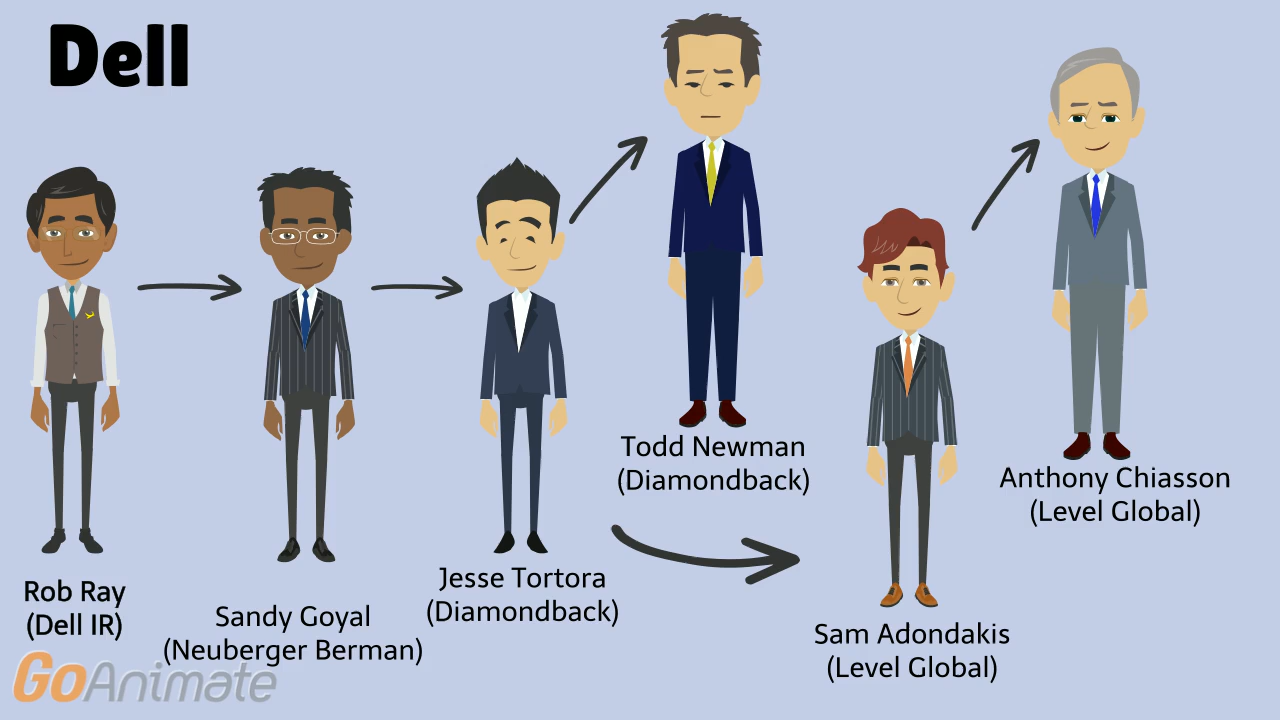 Dell
Rob Ray
(Dell IR)
Sandy Goyal
(Neuberger Berman)
Jesse Tortora
(Diamondback)
Todd Newman
(Diamondback)
Sam Adondakis
(Level Global)
Anthony Chiasson
(Level Global)
GoAnimate